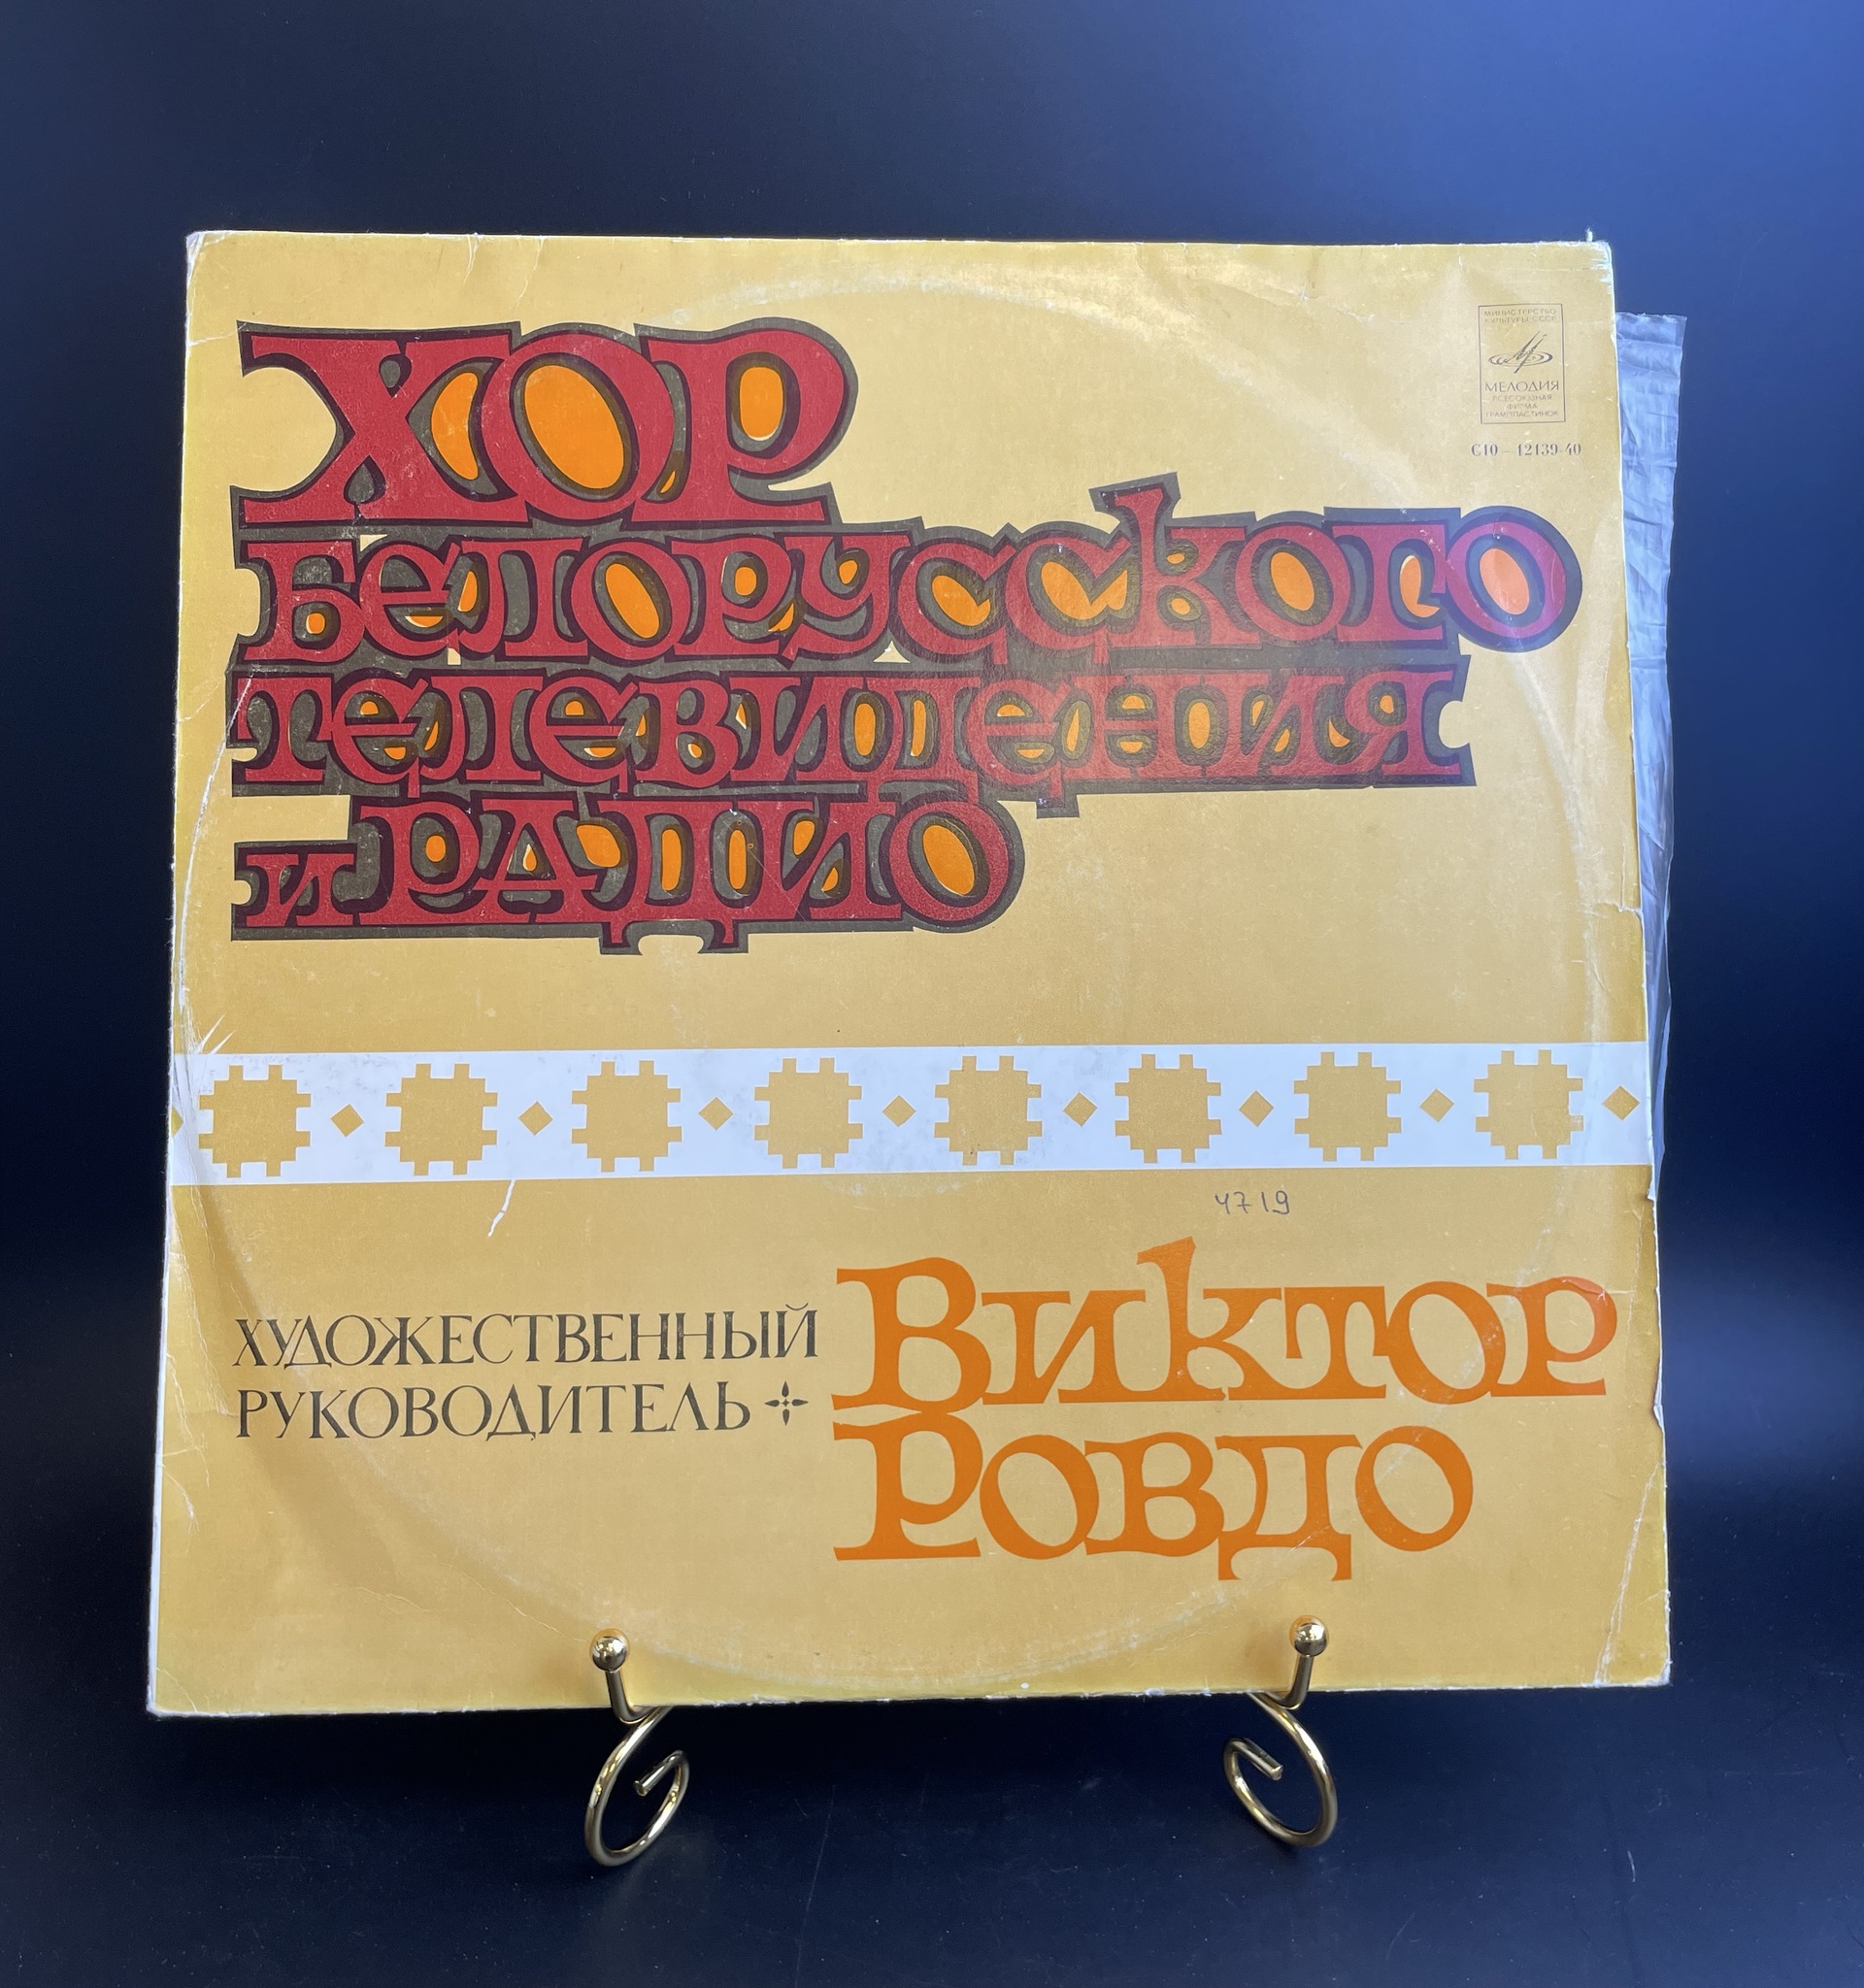 ХОР
БЕЛОРУССКОГО
ТЕЛЕВИДЕНИЯ
И РАДИО
МИНИСТЕРСТВО
КУЛЬТУРЫ СССР
МЕЛОДИЯ
ВСЕСОЮЗНАЯ
ФИРМА
ГРАМПЛАСТИНОК
С10—12139-40
4719
ХУДОЖЕСТВЕННЫЙ
РУКОВОДИТЕЛЬ
ВИКТОР
РОВДО